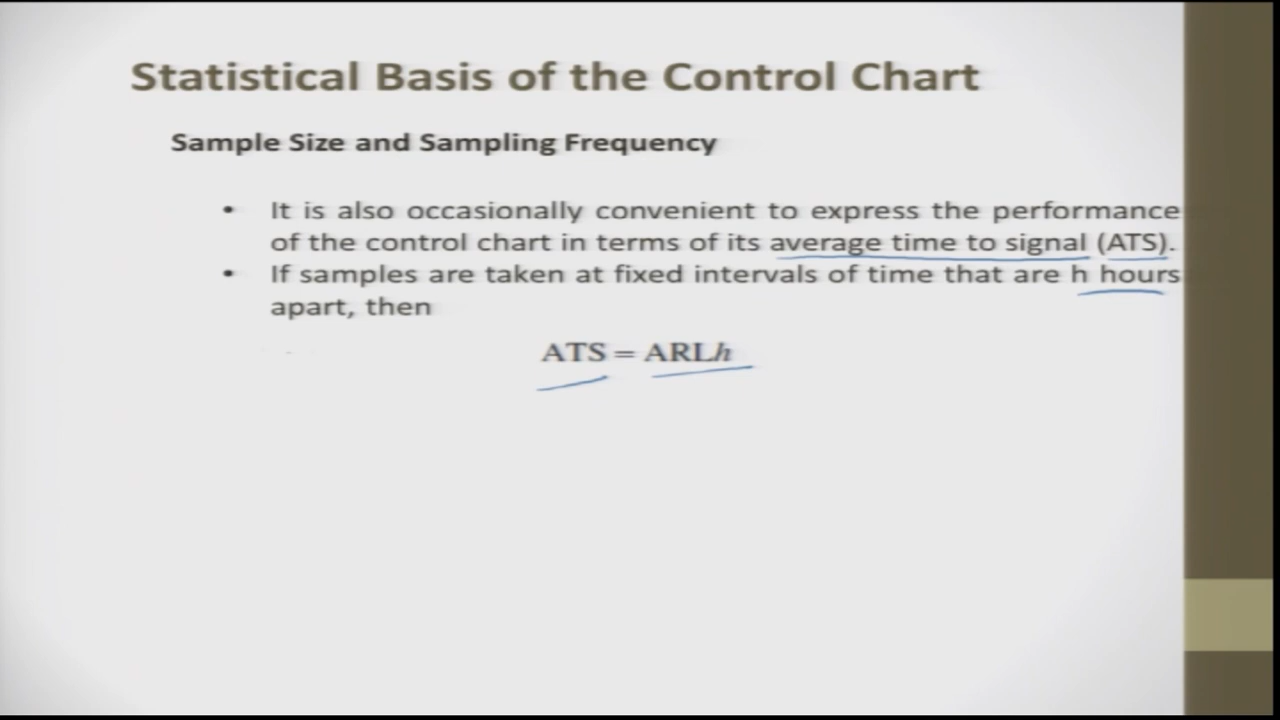 Statistical Basis of the Control Chart
Sample Size and Sampling Frequency
• It is also occasionally convenient to express the performance
of the control chart in terms of its average time to signal (ATS).
• If samples are taken at fixed intervals of time that are h hours
apart, then
ATS = ARLh